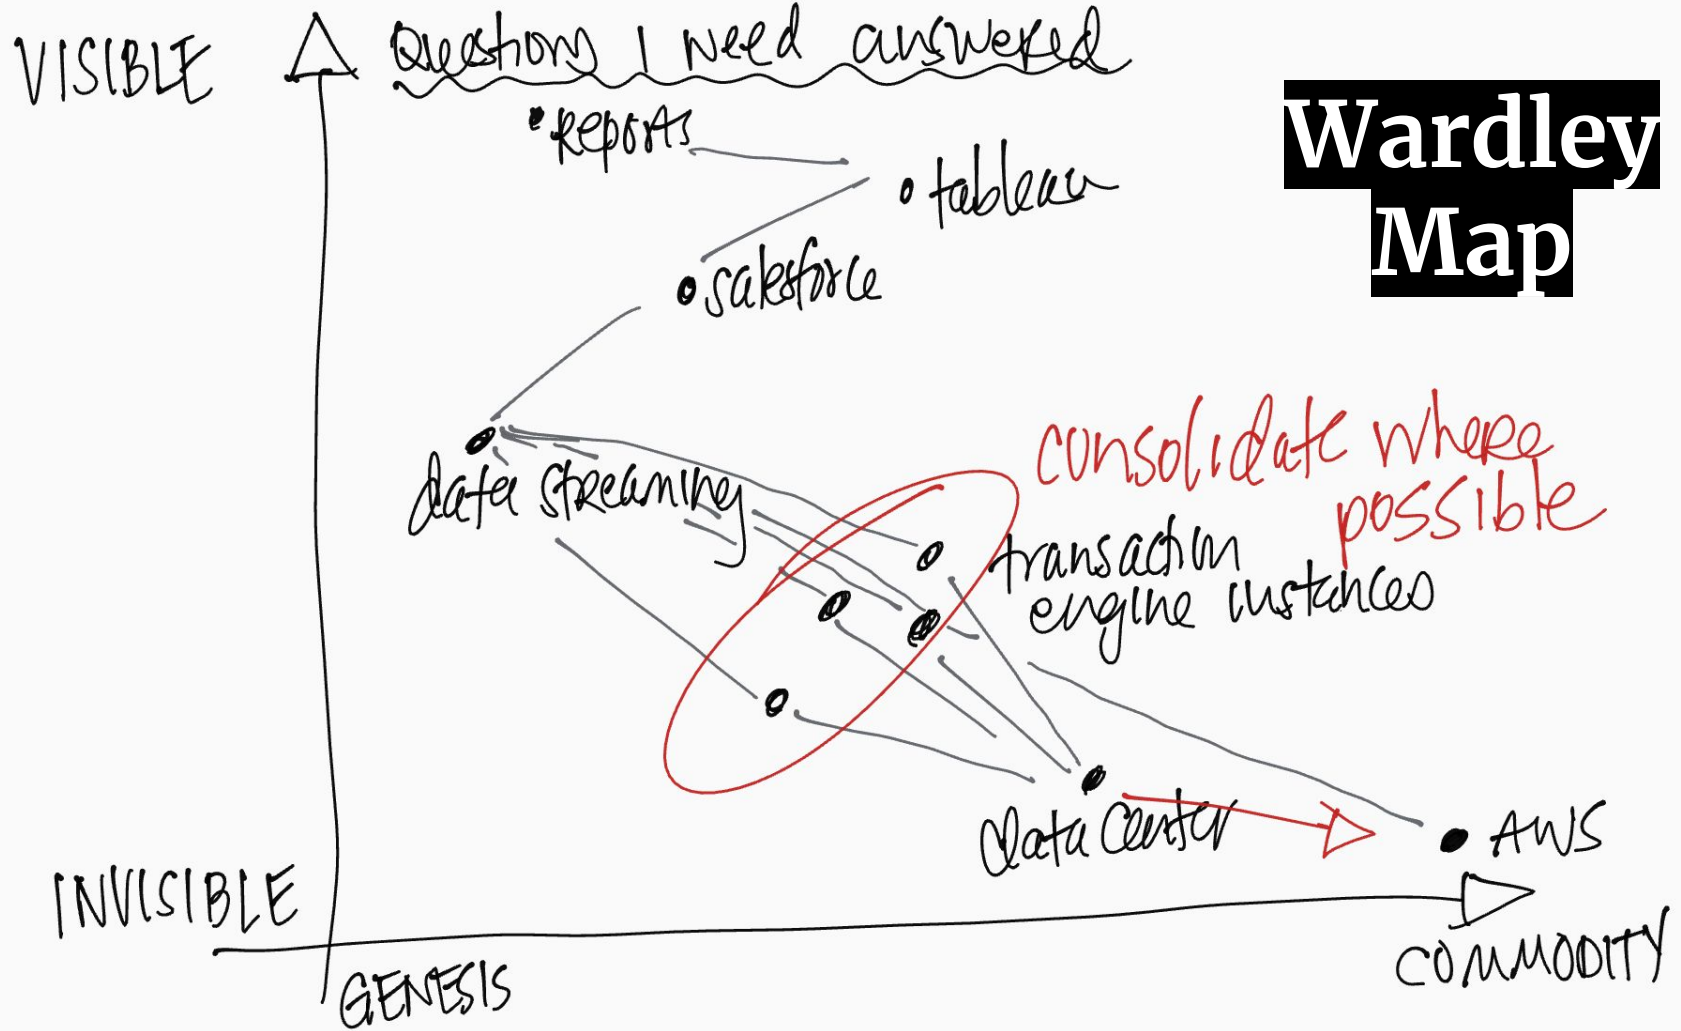 VISIBLE
Questions I need answered
Wardley
Map
reports
tableau
salesforce
data streaming
consolidate where
possible
transaction
engine instances
data center
AWS
INVISIBLE
GENESIS
COMMODITY